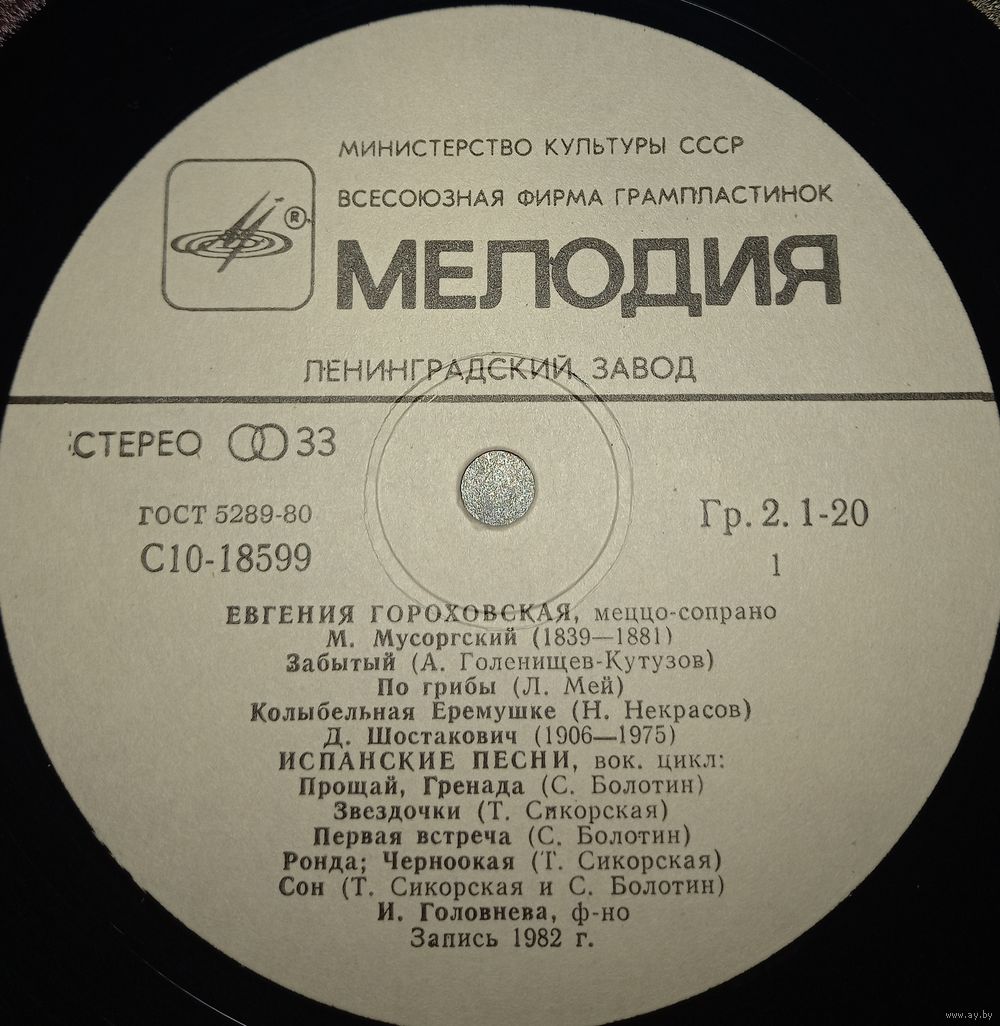 МИНИСТЕРСТВО КУЛЬТУРЫ СССР
ВСЕСОЮЗНАЯ ФИРМА ГРАМПЛАСТИНОК
®
МЕЛОДИЯ
ЛЕНИНГРАДСКИЙ ЗАВОД
СТЕРЕО 33
ГОСТ 5289-80
Гр. 2. 1-20
С10-18599
1
ЕВГЕНИЯ ГОРОХОВСКАЯ, меццо-сопрано
М. Мусоргский (1839—1881)
Забытый (А. Голенищев-Кутузов)
По грибы (Л. Мей)
Колыбельная Еремушке (Н. Некрасов)
Д. Шостакович (1906—1975)
ИСПАНСКИЕ ПЕСНИ, вок. цикл:
Прощай, Гренада (С. Болотин)
Звездочки (Т. Сикорская)
Первая встреча (С. Болотин)
Ронда; Черноокая (Т. Сикорская)
Сон (Т. Сикорская и С. Болотин)
И. Головнева, ф-но
Запись 1982 г.
www.ay.by